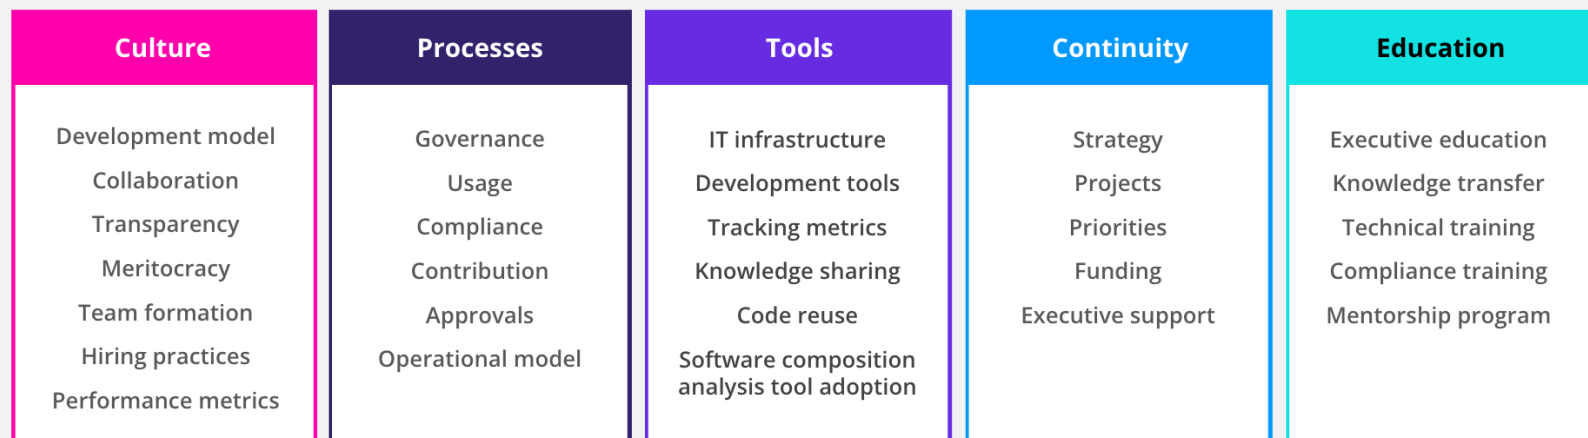 Culture
Development model
Collaboration
Transparency
Meritocracy
Team formation
Hiring practices
Performance metrics
Processes
Governance
Usage
Compliance
Contribution
Approvals
Operational model
Tools
IT infrastructure
Development tools
Tracking metrics
Knowledge sharing
Code reuse
Software composition
analysis tool adoption
Continuity
Strategy
Projects
Priorities
Funding
Executive support
Education
Executive education
Knowledge transfer
Technical training
Compliance training
Mentorship program